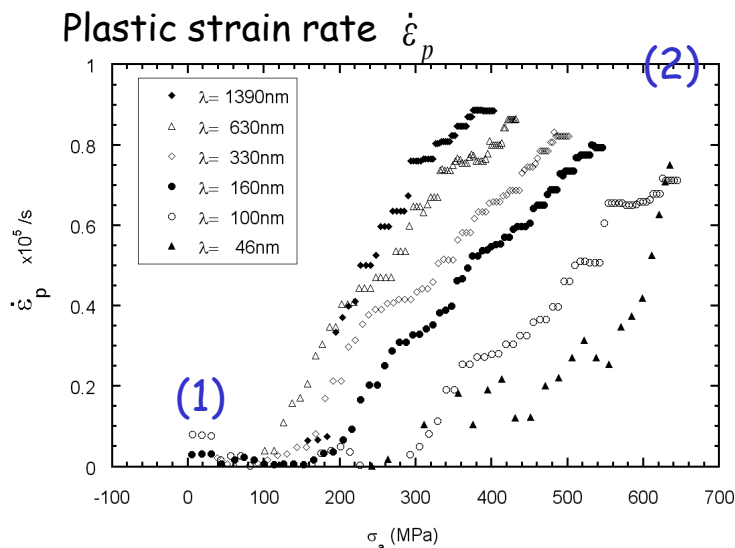 Plastic strain rate ε̇p
(2)
1
λ= 1390nm
λ= 630nm
λ= 330nm
λ= 160nm
λ= 100nm
λ= 46nm
0.8
0.6
0.4
0.2
0
ε̇p x10⁵ /s
(1)
-100 0 100 200 300 400 500 600 700
σa (MPa)